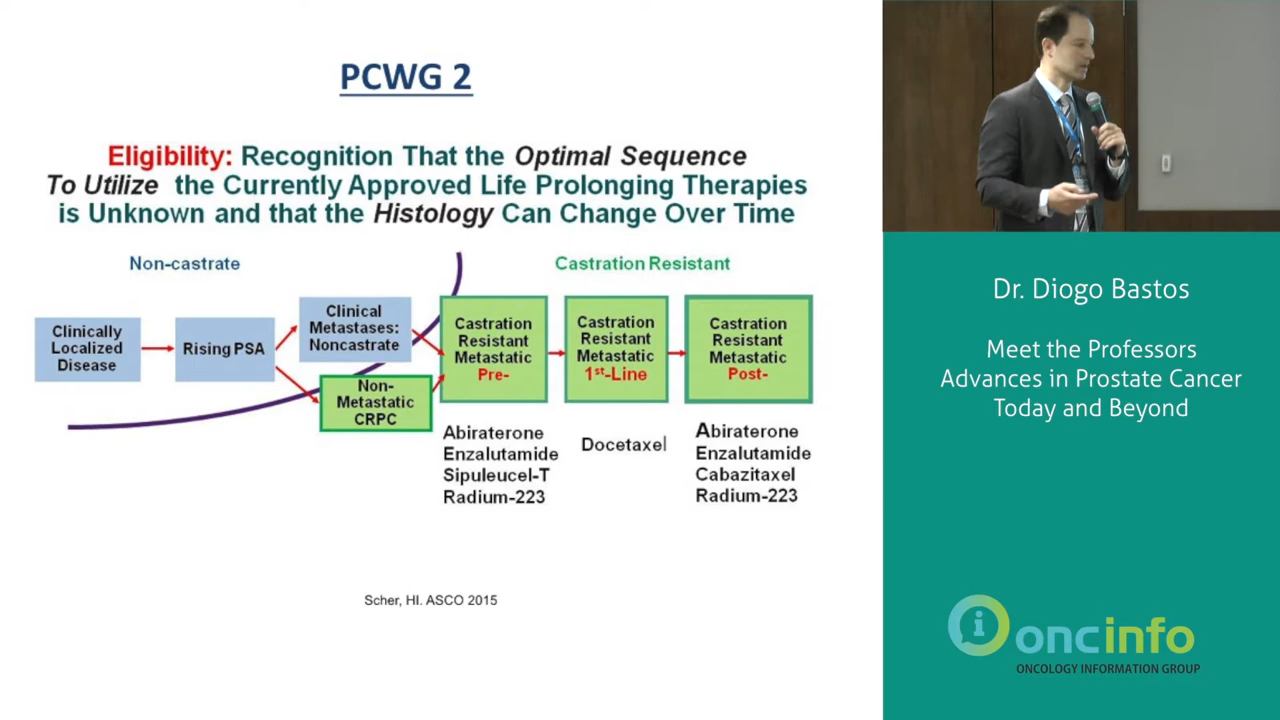 PCWG 2
Eligibility: Recognition That the Optimal Sequence
To Utilize the Currently Approved Life Prolonging Therapies
is Unknown and that the Histology Can Change Over Time
Non-castrate
Castration Resistant
Clinically
Localized
Disease
Rising PSA
Clinical
Metastases:
Noncastrate
Non-
Metastatic
CRPC
Castration
Resistant
Metastatic
Pre-
Castration
Resistant
Metastatic
1st-Line
Castration
Resistant
Metastatic
Post-
Abiraterone
Enzalutamide
Sipuleucel-T
Radium-223
Docetaxel
Abiraterone
Enzalutamide
Cabazitaxel
Radium-223
Scher, HI. ASCO 2015
Dr. Diogo Bastos
Meet the Professors
Advances in Prostate Cancer
Today and Beyond
i oncinfo
ONCOLOGY INFORMATION GROUP